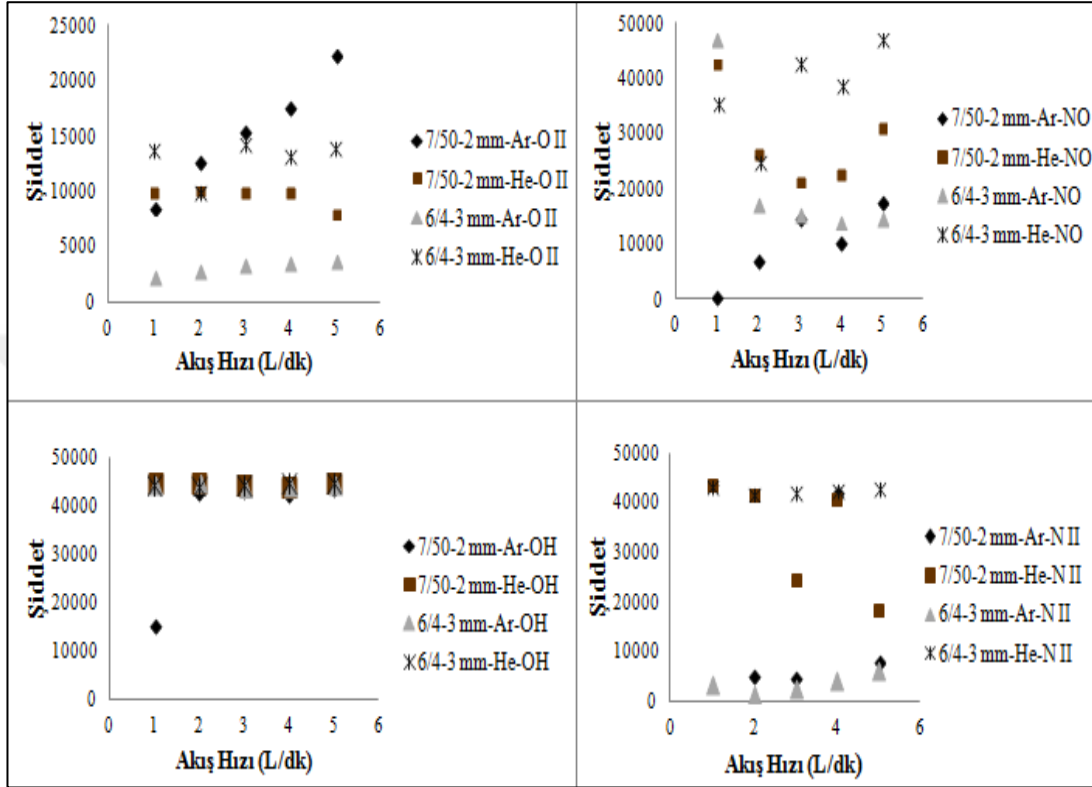 25000
20000
15000
10000
5000
0
Şiddet
0 1 2 3 4 5 6
Akış Hızı (L/dk)
7/50-2 mm-Ar-O II
7/50-2 mm-He-O II
6/4-3 mm-Ar-O II
6/4-3 mm-He-O II
50000
40000
30000
20000
10000
0
Şiddet
0 1 2 3 4 5 6
Akış Hızı (L/dk)
7/50-2 mm-Ar-NO
7/50-2 mm-He-NO
6/4-3 mm-Ar-NO
6/4-3 mm-He-NO
50000
40000
30000
20000
10000
0
Şiddet
0 1 2 3 4 5 6
Akış Hızı (L/dk)
7/50-2 mm-Ar-OH
7/50-2 mm-He-OH
6/4-3 mm-Ar-OH
6/4-3 mm-He-OH
50000
40000
30000
20000
10000
0
Şiddet
0 2 4 6
Akış Hızı (L/dk)
7/50-2 mm-Ar-N II
7/50-2 mm-He-N II
6/4-3 mm-Ar-N II
6/4-3 mm-He-N II